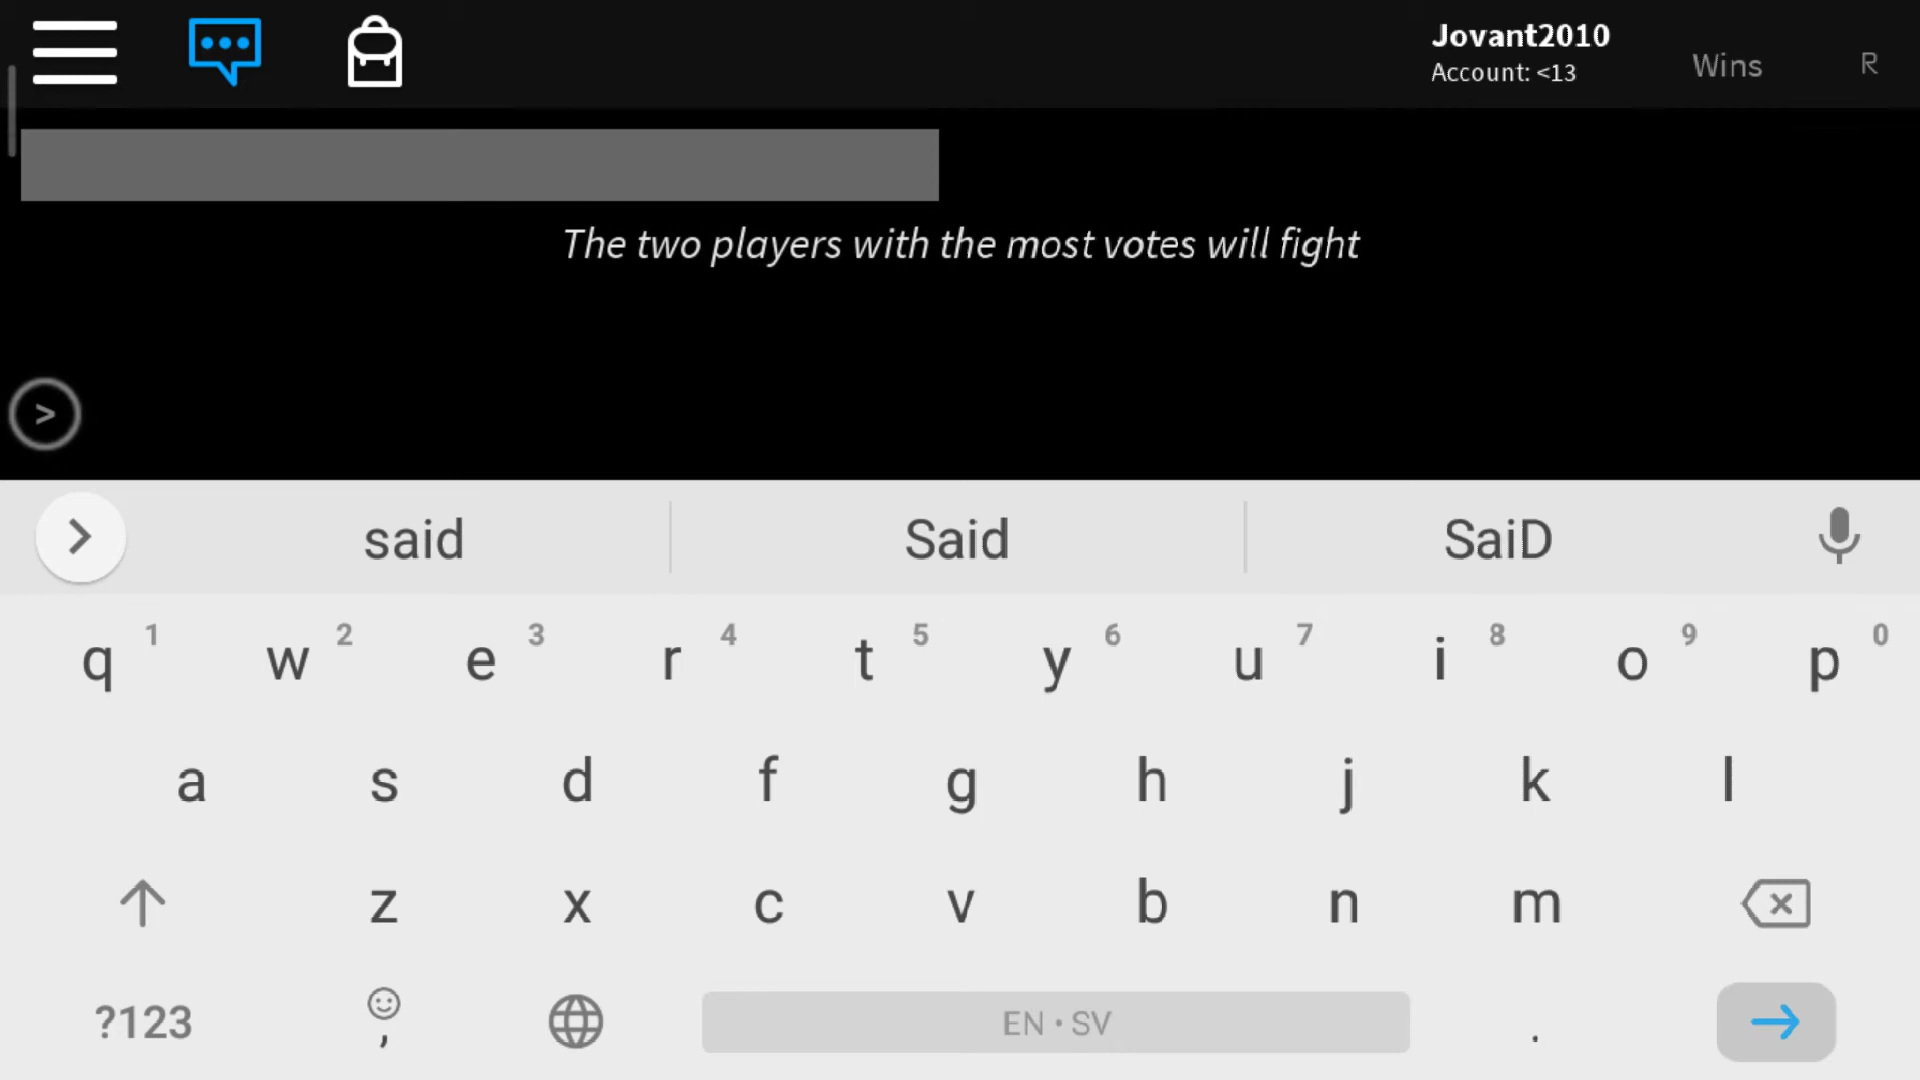 Jovant2010
Account: <13
Wins
R
The two players with the most votes will fight
>
said Said SaiD
q 1 w 2 e 3 r 4 t 5 y 6 u 7 i 8 o 9 p 0
a s d f g h j k l
z x c v b n m
?123 , EN • SV .